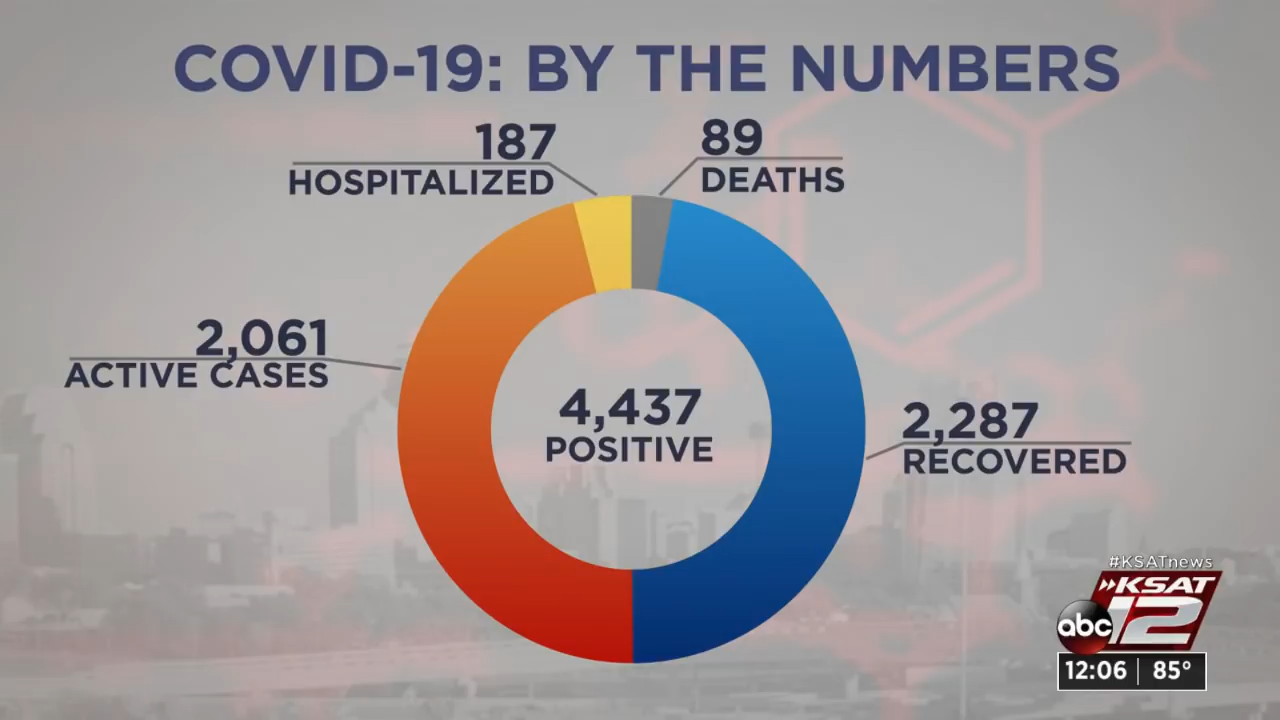 COVID-19: BY THE NUMBERS
187
HOSPITALIZED
89
DEATHS
2,061
ACTIVE CASES
4,437
POSITIVE
2,287
RECOVERED
#KSATnews
KSAT
abc 12
12:06 85°